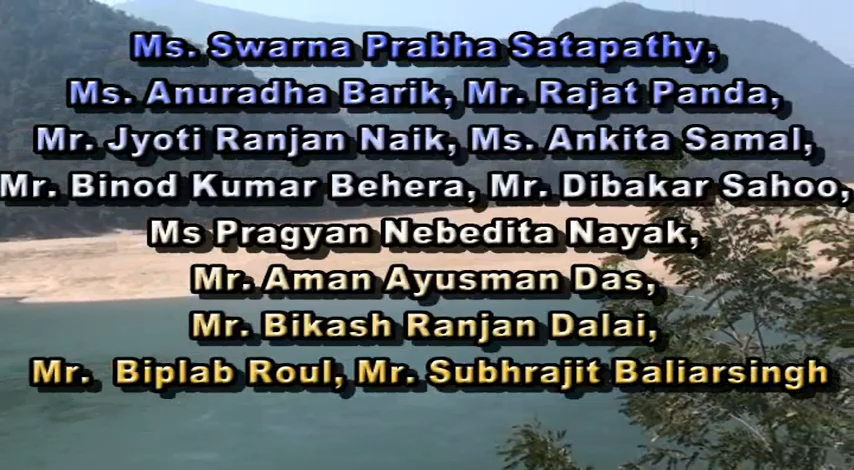 Ms. Swarna Prabha Satapathy,
Ms. Anuradha Barik, Mr. Rajat Panda,
Mr. Jyoti Ranjan Naik, Ms. Ankita Samal,
Mr. Binod Kumar Behera, Mr. Dibakar Sahoo,
Ms Pragyan Nebedita Nayak,
Mr. Aman Ayusman Das,
Mr. Bikash Ranjan Dalai,
Mr. Biplab Roul, Mr. Subhrajit Baliarsingh